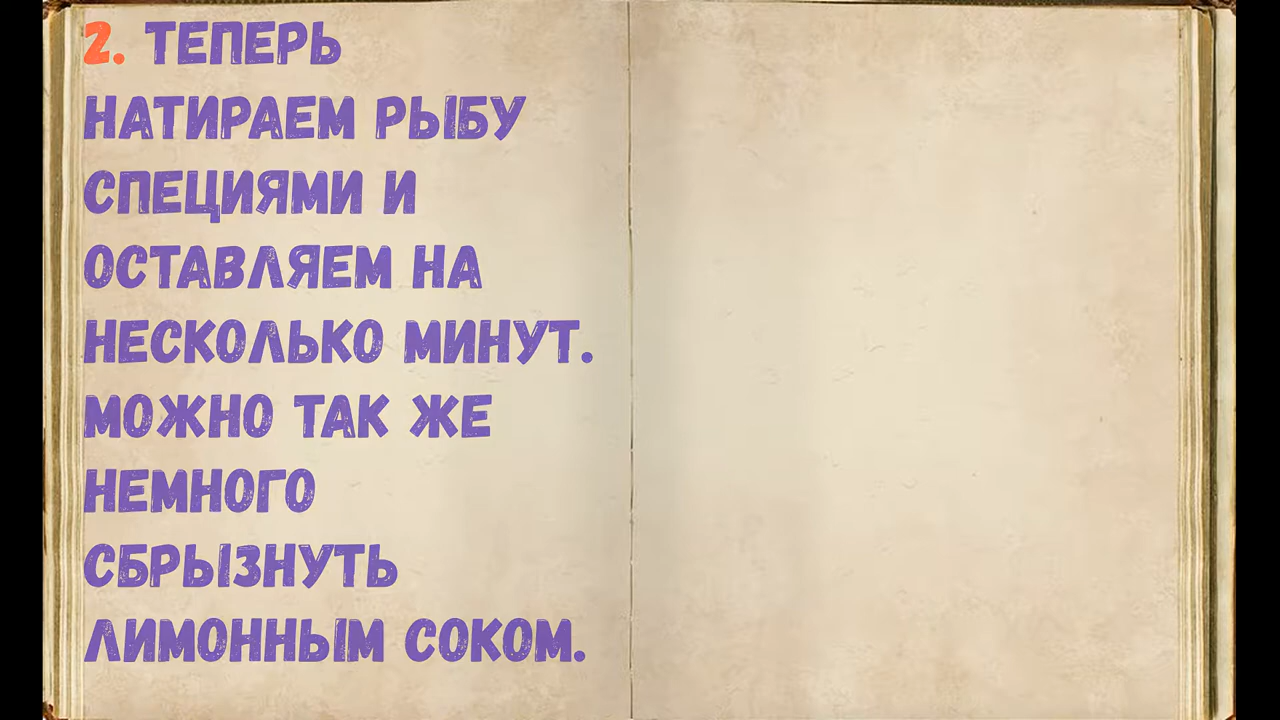 2. ТЕПЕРЬ
НАТИРАЕМ РЫБУ
СПЕЦИЯМИ И
ОСТАВЛЯЕМ НА
НЕСКОЛЬКО МИНУТ.
МОЖНО ТАК ЖЕ
НЕМНОГО
СБРЫЗНУТЬ
ЛИМОННЫМ СОКОМ.